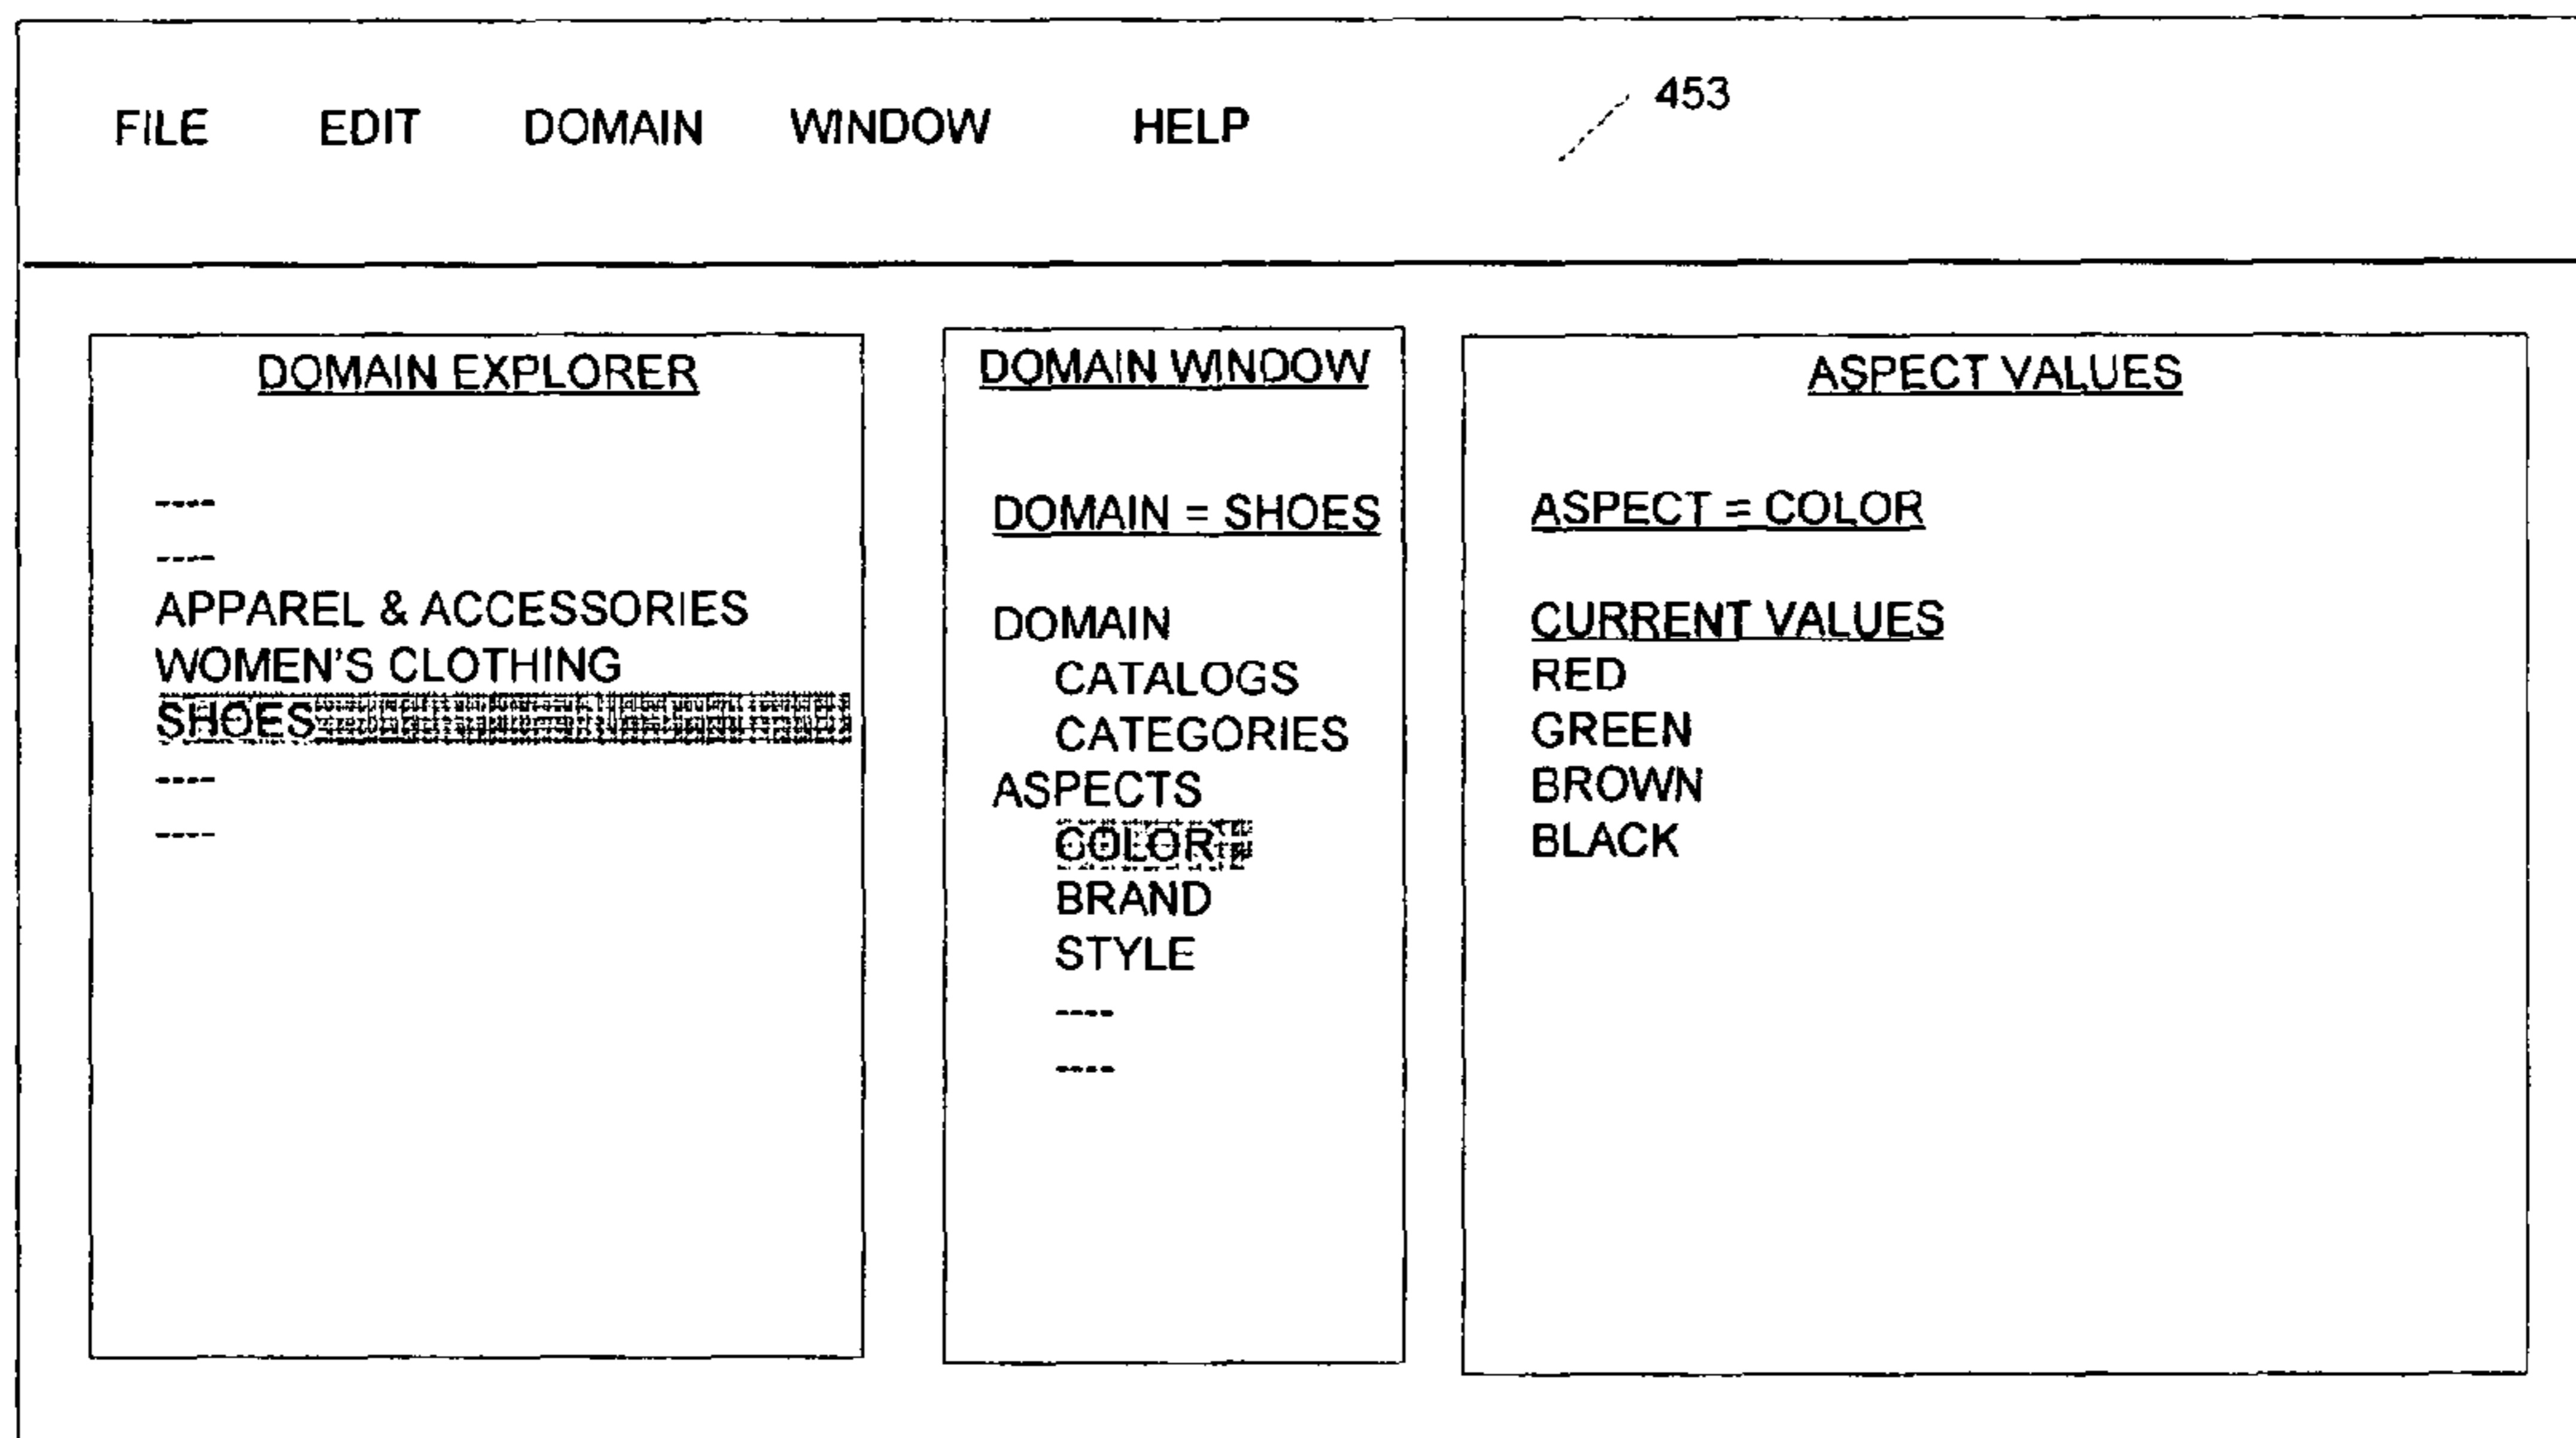 FILE EDIT DOMAIN WINDOW HELP
453
DOMAIN EXPLORER
----
----
APPAREL & ACCESSORIES
WOMEN'S CLOTHING
SHOES
----
----
DOMAIN WINDOW
DOMAIN = SHOES
DOMAIN
CATALOGS
CATEGORIES
ASPECTS
COLOR
BRAND
STYLE
----
----
ASPECT VALUES
ASPECT = COLOR
CURRENT VALUES
RED
GREEN
BROWN
BLACK